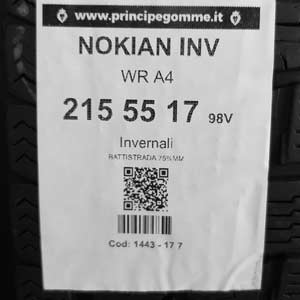 www.principegomme.it
NOKIAN INV
WR A4
215 55 17 98V
Invernali
BATTISTRADA 75%MM
Cod: 1443 - 17 7